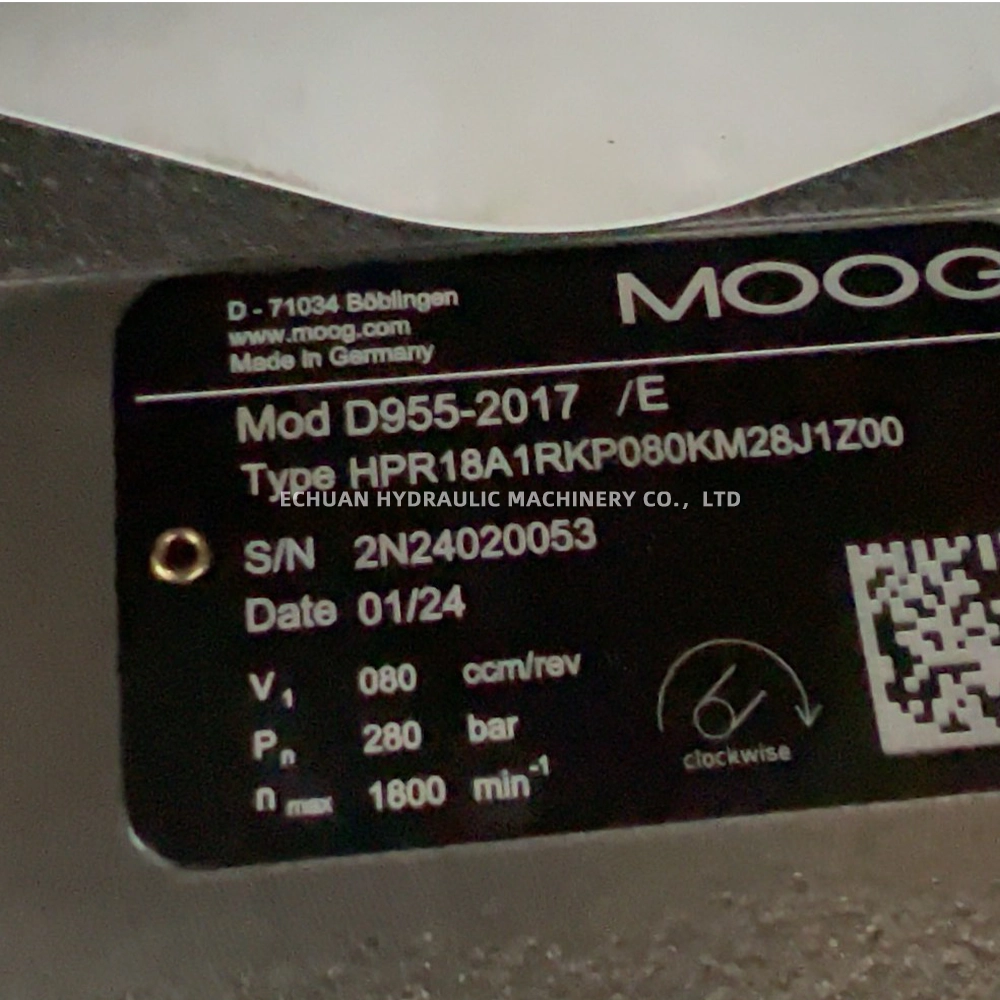 MOOG
D - 71034 Böblingen
www.moog.com
Made in Germany
Mod D955-2017 /E
Type HPR18A1RKP080KM28J1Z00
ECHUAN HYDRAULIC MACHINERY CO., LTD
S/N 2N24020053
Date 01/24
V1 080 ccm/rev
Pn 280 bar
n max 1800 min-1
clockwise